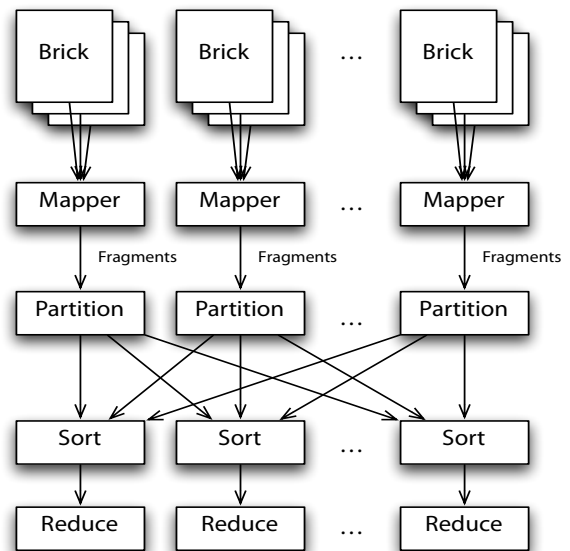 Brick Brick ... Brick
Mapper Mapper ... Mapper
Fragments Fragments Fragments
Partition Partition ... Partition
Sort Sort ... Sort
Reduce Reduce ... Reduce